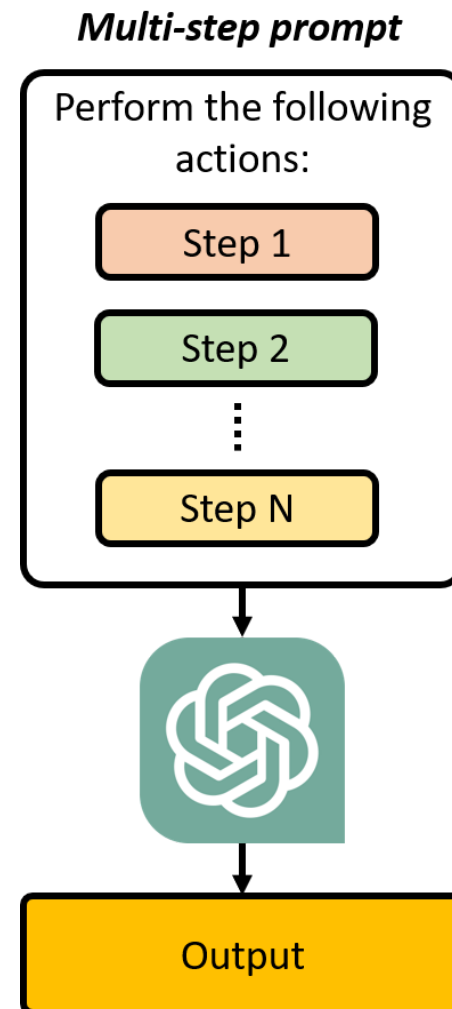 Multi-step prompt
Perform the following
actions:
Step 1
Step 2
Step N
Output